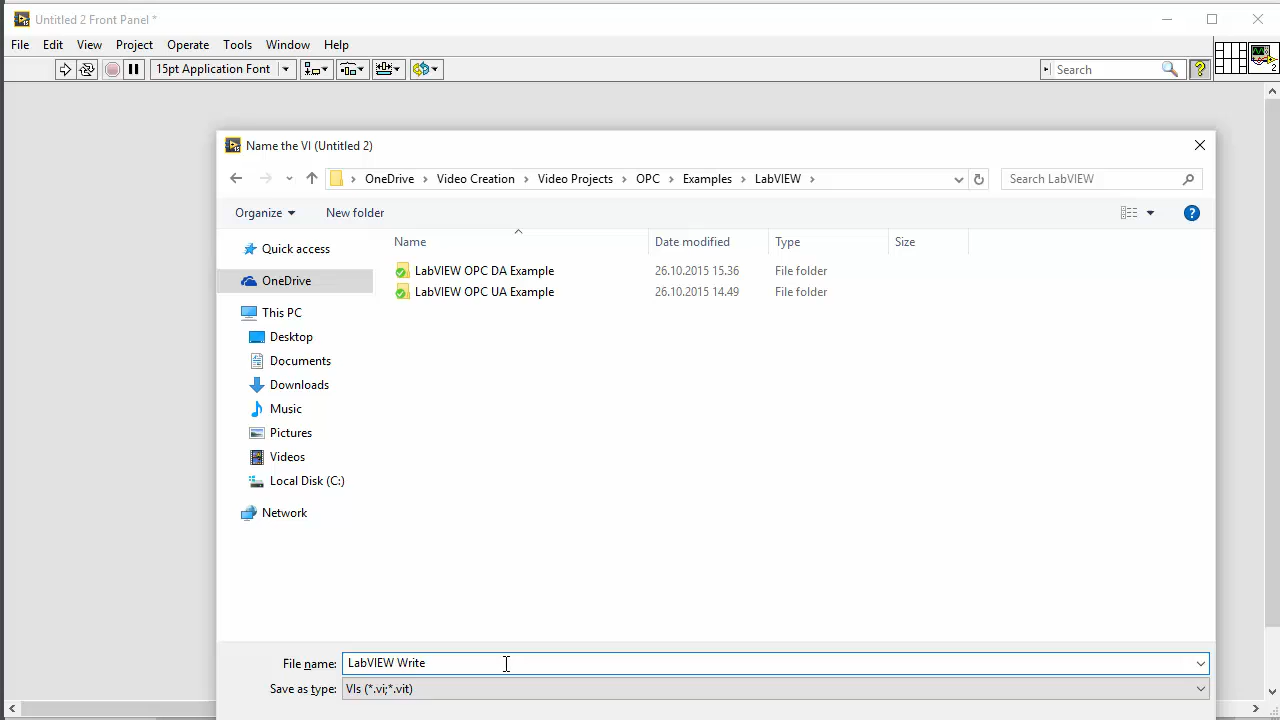 Untitled 2 Front Panel *
File Edit View Project Operate Tools Window Help
15pt Application Font
Search
?
2
Name the VI (Untitled 2)
OneDrive › Video Creation › Video Projects › OPC › Examples › LabVIEW ›
Search LabVIEW
Organize New folder
?
Name Date modified Type Size
Quick access
OneDrive
This PC
Desktop
Documents
Downloads
Music
Pictures
Videos
Local Disk (C:)
Network
LabVIEW OPC DA Example 26.10.2015 15.36 File folder
LabVIEW OPC UA Example 26.10.2015 14.49 File folder
File name: LabVIEW Write
Save as type: VIs (*.vi;*.vit)